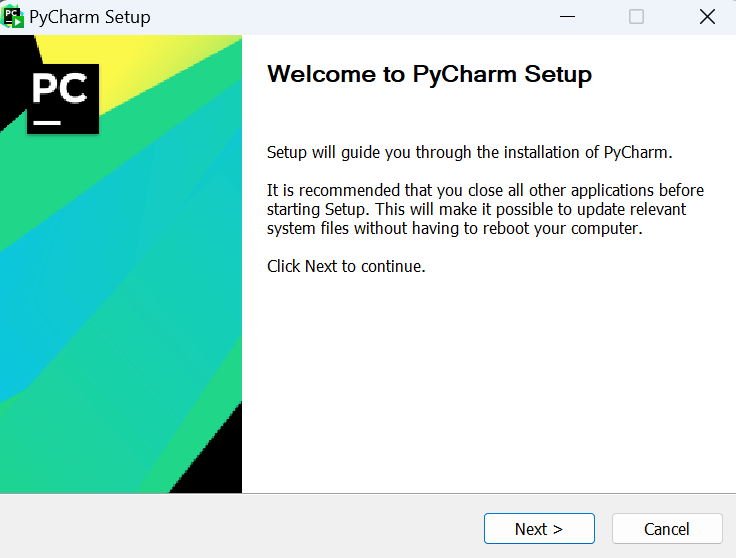 PyCharm Setup
PC
Welcome to PyCharm Setup
Setup will guide you through the installation of PyCharm.
It is recommended that you close all other applications before
starting Setup. This will make it possible to update relevant
system files without having to reboot your computer.
Click Next to continue.
Next >
Cancel